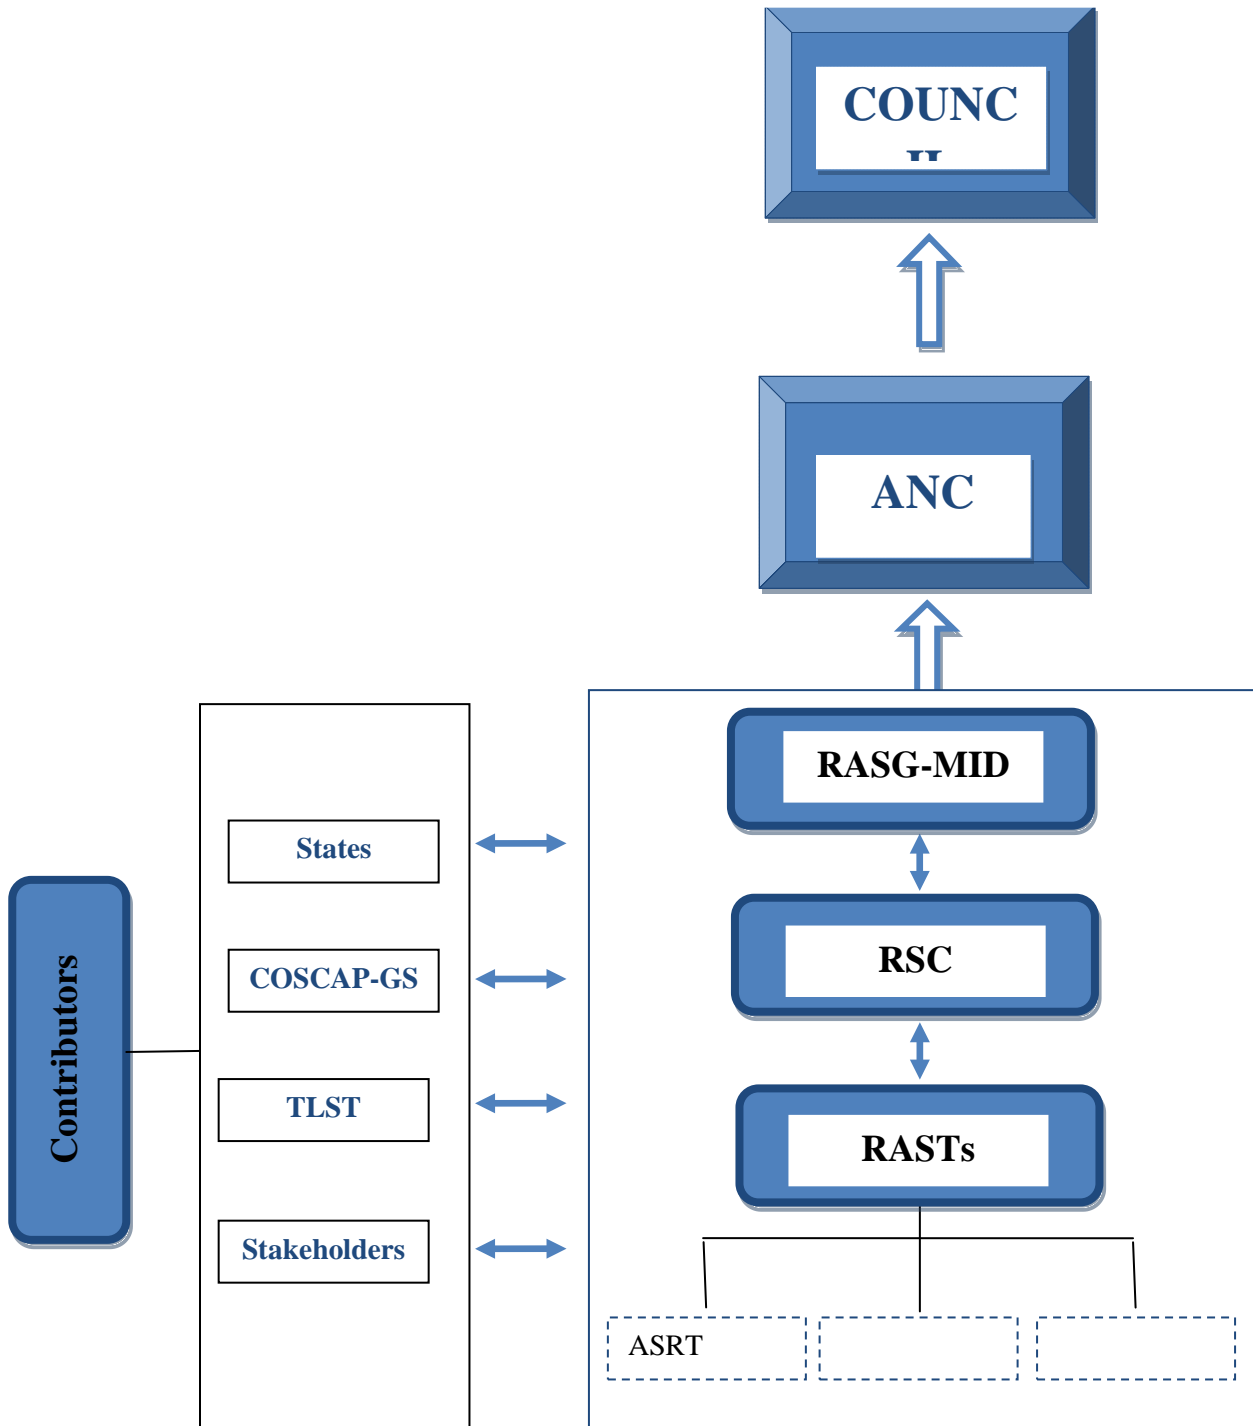 COUNC
ANC
RASG-MID
States
RSC
COSCAP-GS
Contributors
TLST
RASTs
Stakeholders
ASRT